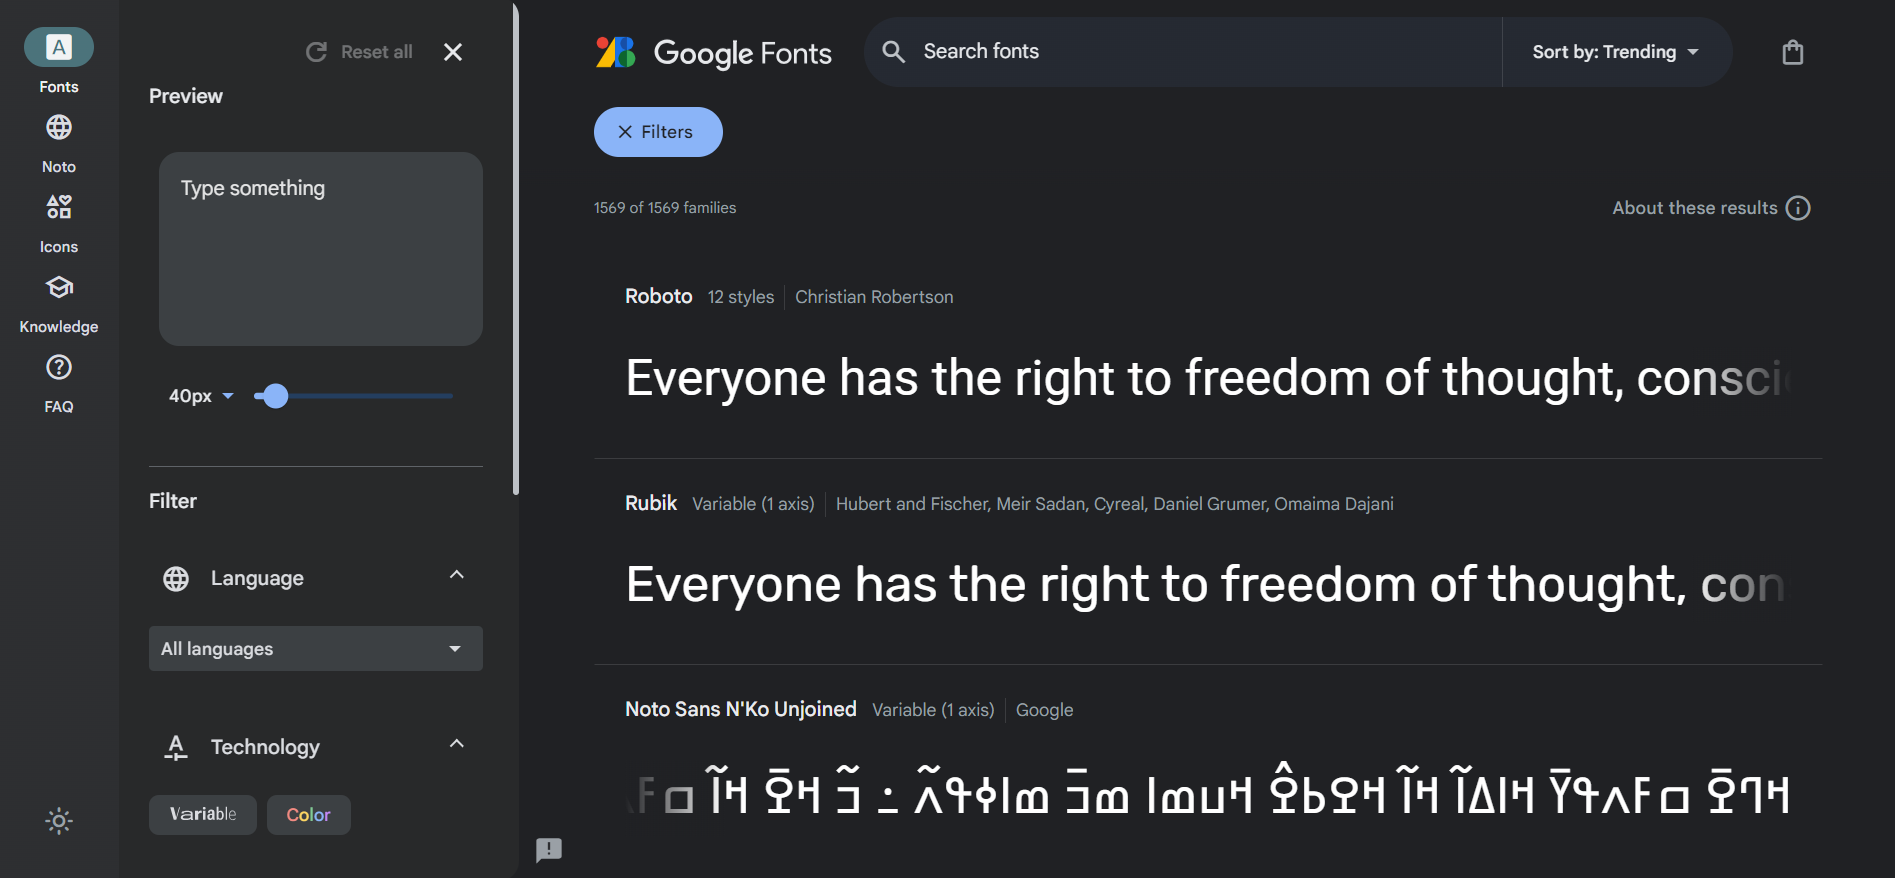 Fonts
Noto
Icons
Knowledge
FAQ
Reset all
Preview
Type something
40px
Filter
Language
All languages
Technology
Variable
Color
Google Fonts
Search fonts
Sort by: Trending
Filters
1569 of 1569 families
About these results
Roboto 12 styles Christian Robertson
Everyone has the right to freedom of thought,
Rubik Variable (1 axis) Hubert and Fischer, Meir Sadan, Cyreal, Daniel Grumer, Omaima Dajani
Everyone has the right to freedom of thought,
Noto Sans N'Ko Unjoined Variable (1 axis) Google